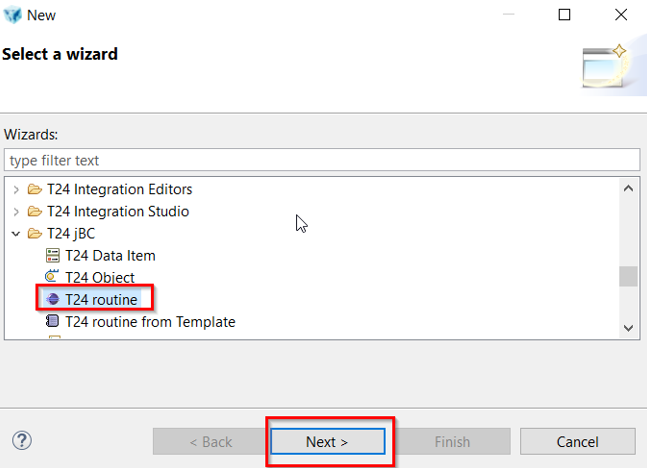 New
Select a wizard
Wizards:
type filter text
T24 Integration Editors
T24 Integration Studio
T24 jBC
T24 Data Item
T24 Object
T24 routine
T24 routine from Template
?
< Back
Next >
Finish
Cancel